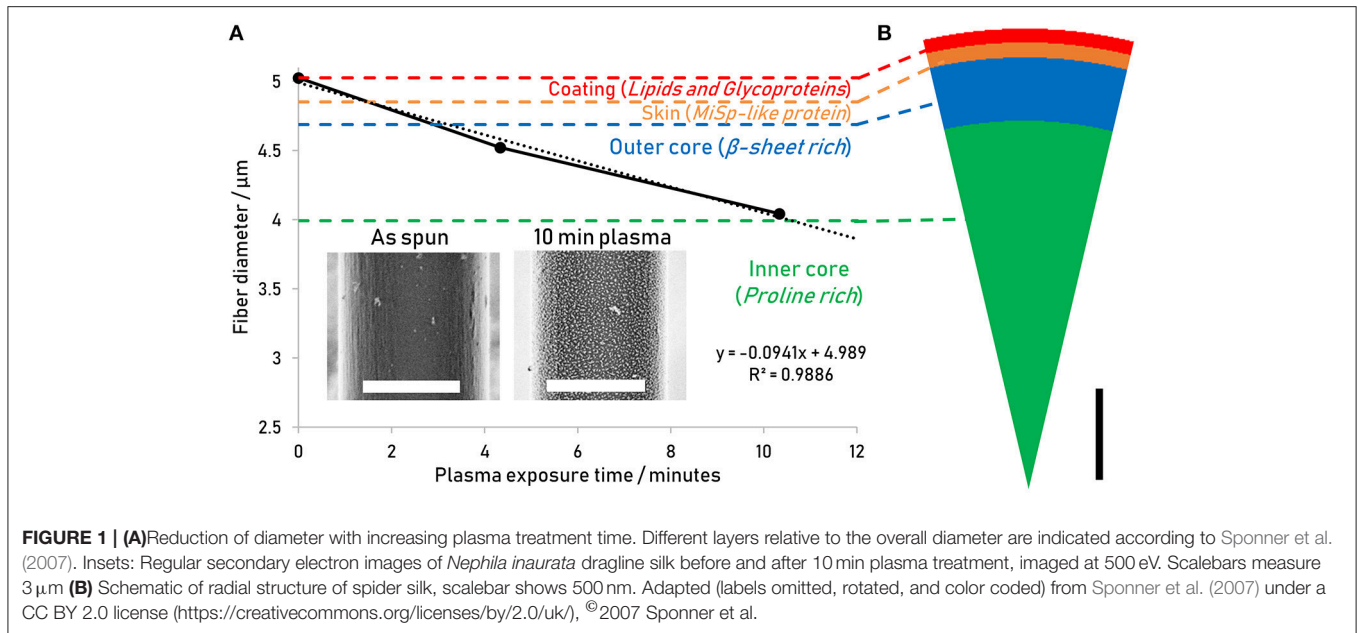 A
B
5
4.5
4
3.5
3
2.5
0
2
4
6
8
10
12
Fiber diameter / µm
Plasma exposure time / minutes
Coating (Lipids and Glycoproteins)
Skin (MiSp-like protein)
Outer core (β-sheet rich)
As spun
10 min plasma
Inner core
(Proline rich)
y = -0.0941x + 4.989
R² = 0.9886
FIGURE 1 | (A)Reduction of diameter with increasing plasma treatment time. Different layers relative to the overall diameter are indicated according to Sponner et al.
(2007). Insets: Regular secondary electron images of Nephila inaurata dragline silk before and after 10 min plasma treatment, imaged at 500 eV. Scalebars measure
3 µm (B) Schematic of radial structure of spider silk, scalebar shows 500 nm. Adapted (labels omitted, rotated, and color coded) from Sponner et al. (2007) under a
CC BY 2.0 license (https://creativecommons.org/licenses/by/2.0/uk/), ©2007 Sponner et al.